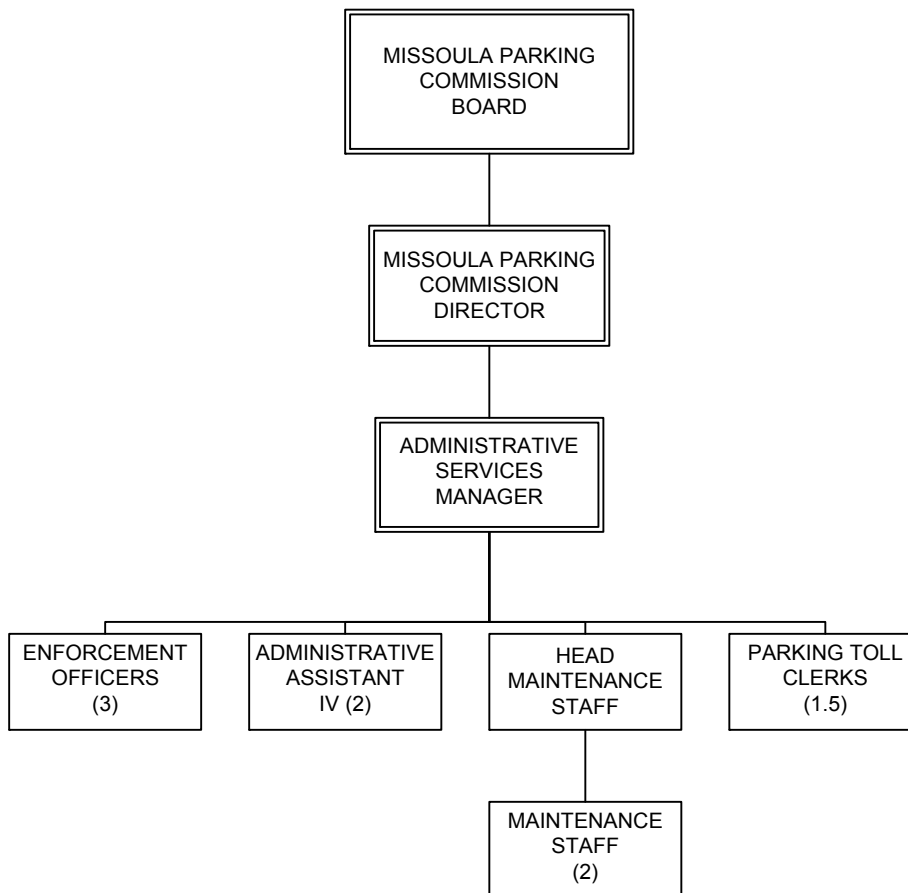 MISSOULA PARKING
COMMISSION
BOARD
MISSOULA PARKING
COMMISSION
DIRECTOR
ADMINISTRATIVE
SERVICES
MANAGER
ENFORCEMENT
OFFICERS
(3)
ADMINISTRATIVE
ASSISTANT
IV (2)
HEAD
MAINTENANCE
STAFF
PARKING TOLL
CLERKS
(1.5)
MAINTENANCE
STAFF
(2)